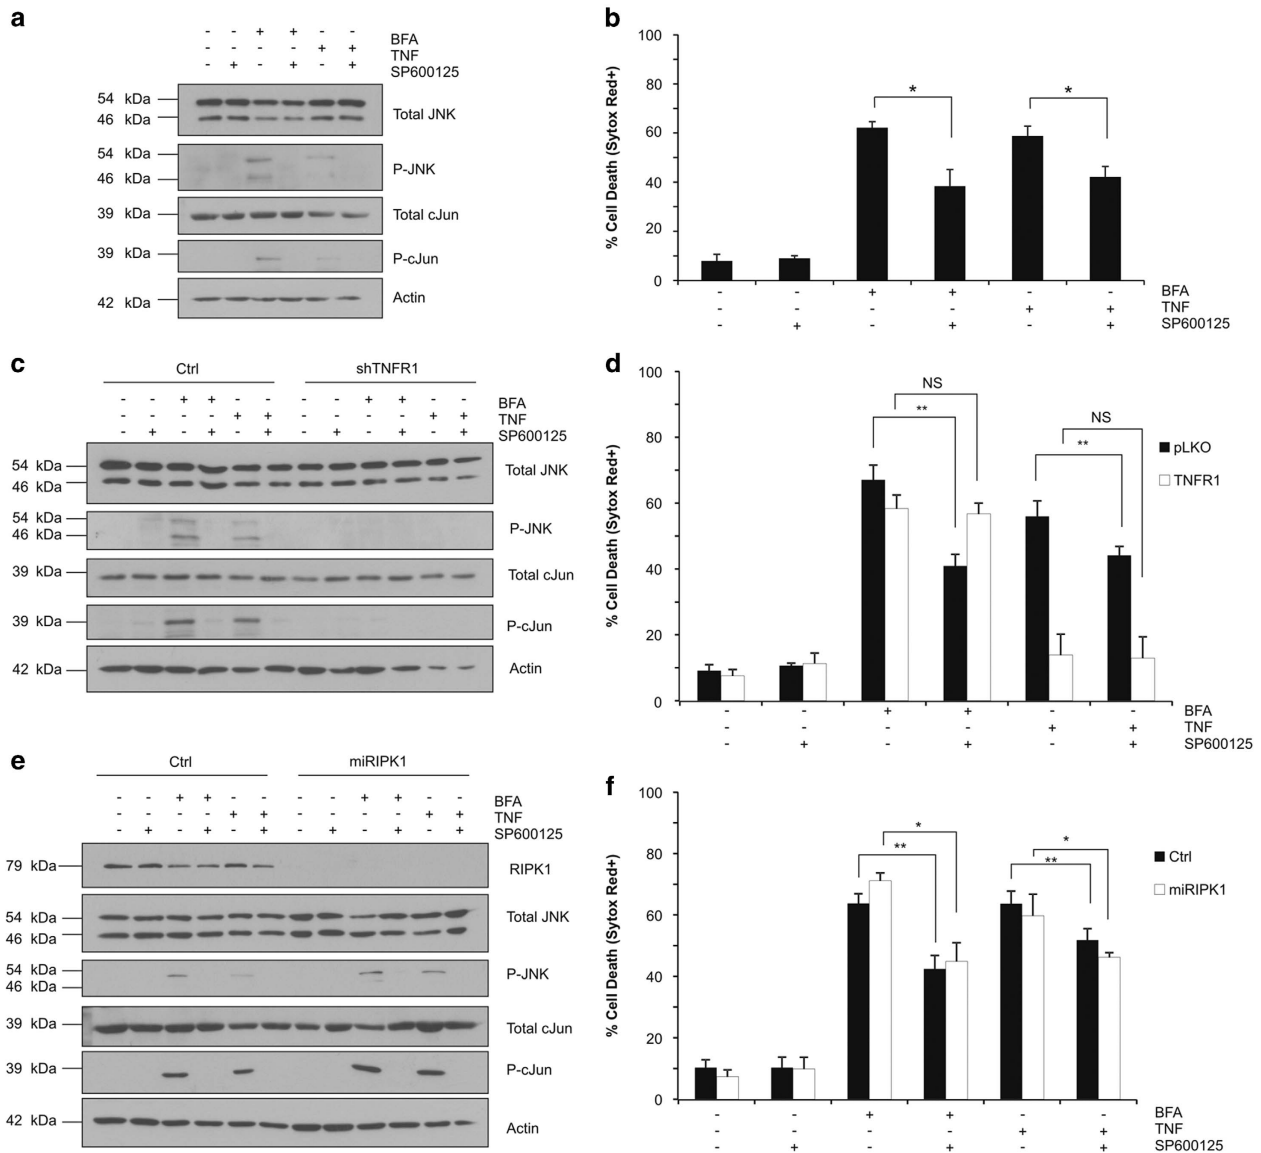 a
- - + + - - BFA
- - - - + + TNF
- + - + - + SP600125
54 kDa
46 kDa
Total JNK
54 kDa
46 kDa
P-JNK
39 kDa
Total cJun
39 kDa
P-cJun
42 kDa
Actin
b
% Cell Death (Sytox Red+)
100
80
60
40
20
0
* *
- - + + - - BFA
- - - - + + TNF
- + - + - + SP600125
c
Ctrl shTNFR1
- - + + - - - - + + - - BFA
- - - - + + - - - - + + TNF
- + - + - + - + - + - + SP600125
54 kDa
46 kDa
Total JNK
54 kDa
46 kDa
P-JNK
39 kDa
Total cJun
39 kDa
P-cJun
42 kDa
Actin
d
% Cell Death (Sytox Red+)
100
80
60
40
20
0
NS
**
NS
**
pLKO
TNFR1
- - + + - - BFA
- - - - + + TNF
- + - + - + SP600125
e
Ctrl miRIPK1
- - + + - - - - + + - - BFA
- - - - + + - - - - + + TNF
- + - + - + - + - + - + SP600125
79 kDa
RIPK1
54 kDa
46 kDa
Total JNK
54 kDa
46 kDa
P-JNK
39 kDa
Total cJun
39 kDa
P-cJun
42 kDa
Actin
f
% Cell Death (Sytox Red+)
100
80
60
40
20
0
*
**
*
**
Ctrl
miRIPK1
- - + + - - BFA
- - - - + + TNF
- + - + - + SP600125